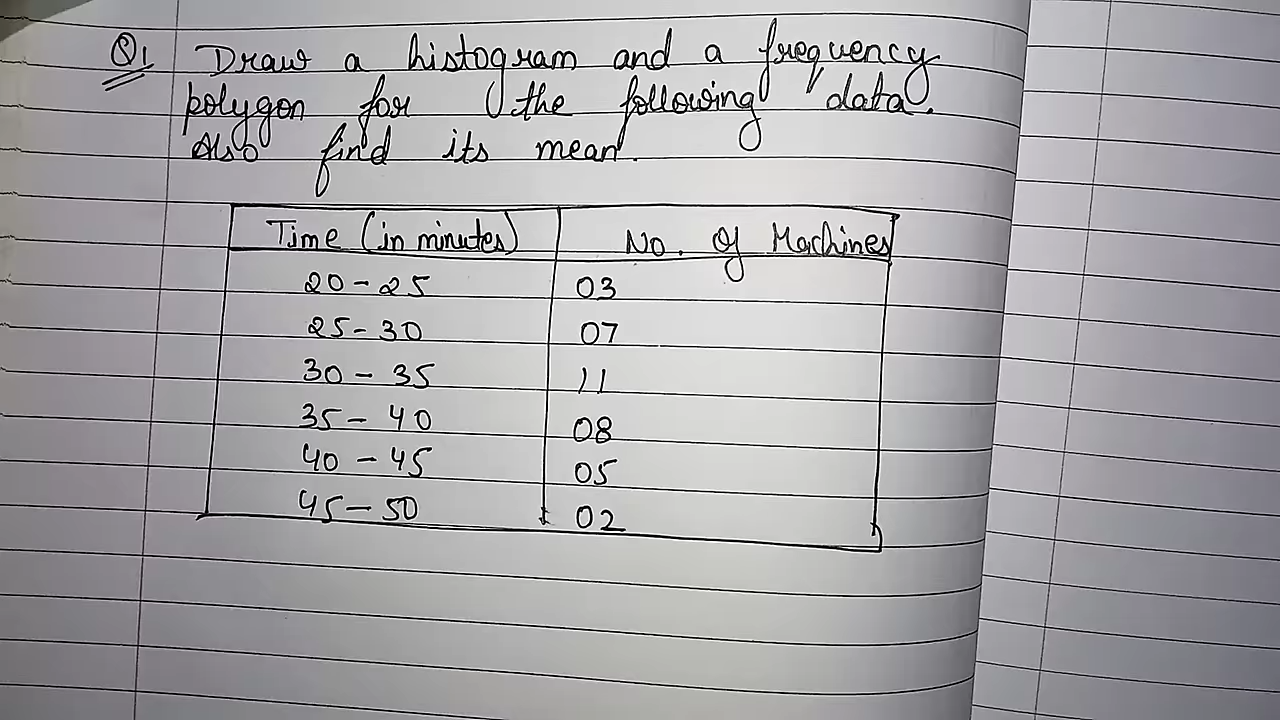 Q1 Draw a histogram and a frequency
polygon for the following data.
Also find its mean.
Time (in minutes) No. Of Machines
20 - 25 03
25 - 30 07
30 - 35 11
35 - 40 08
40 - 45 05
45 - 50 02